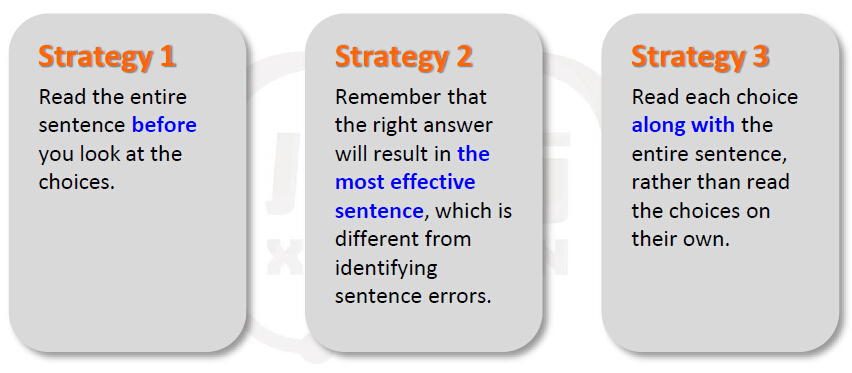 Strategy 1
Read the entire
sentence before
you look at the
choices.
Strategy 2
Remember that
the right answer
will result in the
most effective
sentence, which is
different from
identifying
sentence errors.
Strategy 3
Read each choice
along with the
entire sentence,
rather than read
the choices on
their own.